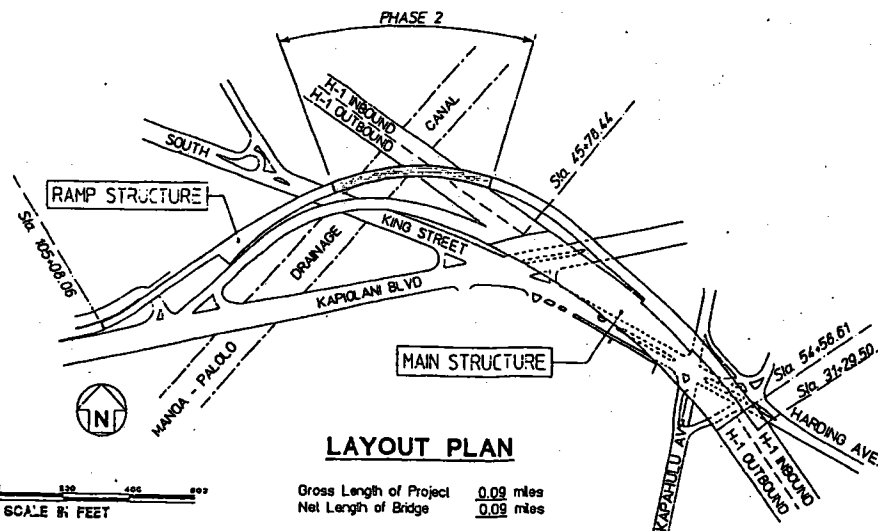 PHASE 2
H-1 INBOUND
H-1 OUTBOUND
CANAL
SOUTH
Sta. 45+78.44
RAMP STRUCTURE
KING STREET
Sta. 105+08.06
DRAINAGE
KAPIOLANI BLVD
MAIN STRUCTURE
Sta. 54+58.61
Sta. 31+29.50
N
MANOA - PALOLO
HARDING AVE.
KAPAHULU AVE
H-1 OUTBOUND
H-1 INBOUND
LAYOUT PLAN
SCALE IN FEET
Gross Length of Project 0.09 miles
Net Length of Bridge 0.09 miles